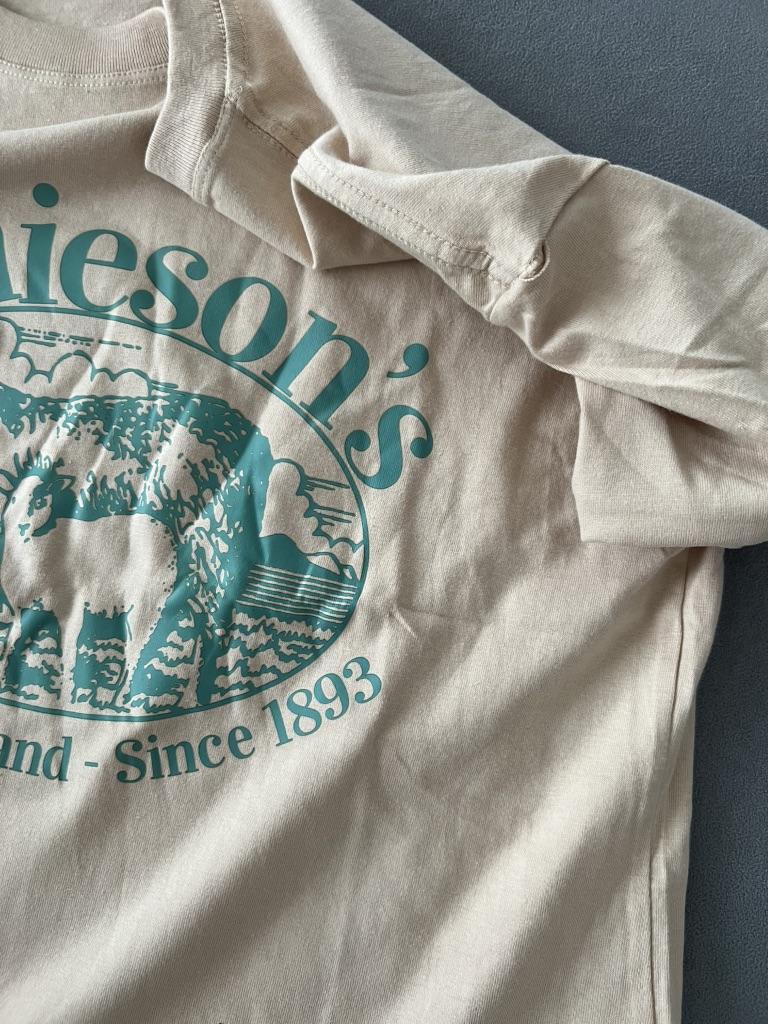 ieson's
and - Since 1893